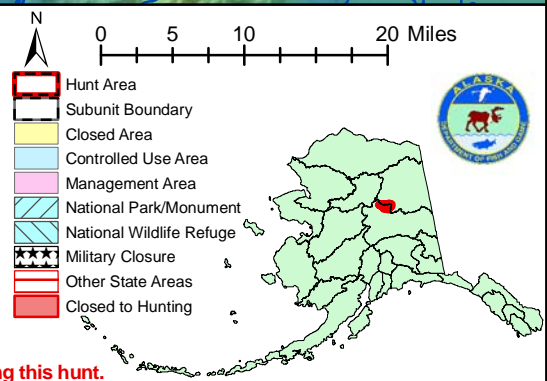 N
0 5 10 20 Miles
Hunt Area
Subunit Boundary
Closed Area
Controlled Use Area
Management Area
National Park/Monument
National Wildlife Refuge
Military Closure
Other State Areas
Closed to Hunting
ALASKA
DEPARTMENT OF FISH AND GAME
ng this hunt.